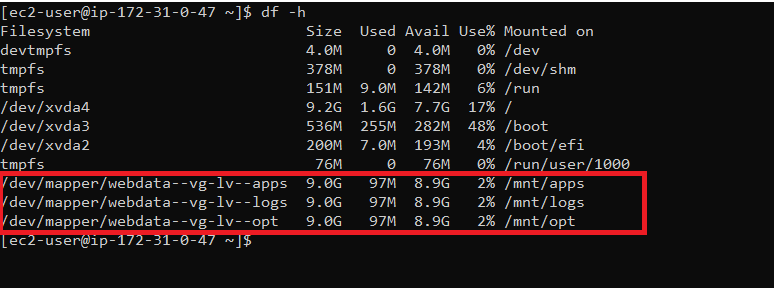 [ec2-user@ip-172-31-0-47 ~]$ df -h
Filesystem                       Size  Used Avail Use% Mounted on
devtmpfs                         4.0M     0  4.0M   0% /dev
tmpfs                            378M     0  378M   0% /dev/shm
tmpfs                            151M  9.0M  142M   6% /run
/dev/xvda4                       9.2G  1.6G  7.7G  17% /
/dev/xvda3                       536M  255M  282M  48% /boot
/dev/xvda2                       200M  7.0M  193M   4% /boot/efi
tmpfs                             76M     0   76M   0% /run/user/1000
/dev/mapper/webdata--vg-lv--apps  9.0G   97M  8.9G   2% /mnt/apps
/dev/mapper/webdata--vg-lv--logs  9.0G   97M  8.9G   2% /mnt/logs
/dev/mapper/webdata--vg-lv--opt   9.0G   97M  8.9G   2% /mnt/opt
[ec2-user@ip-172-31-0-47 ~]$